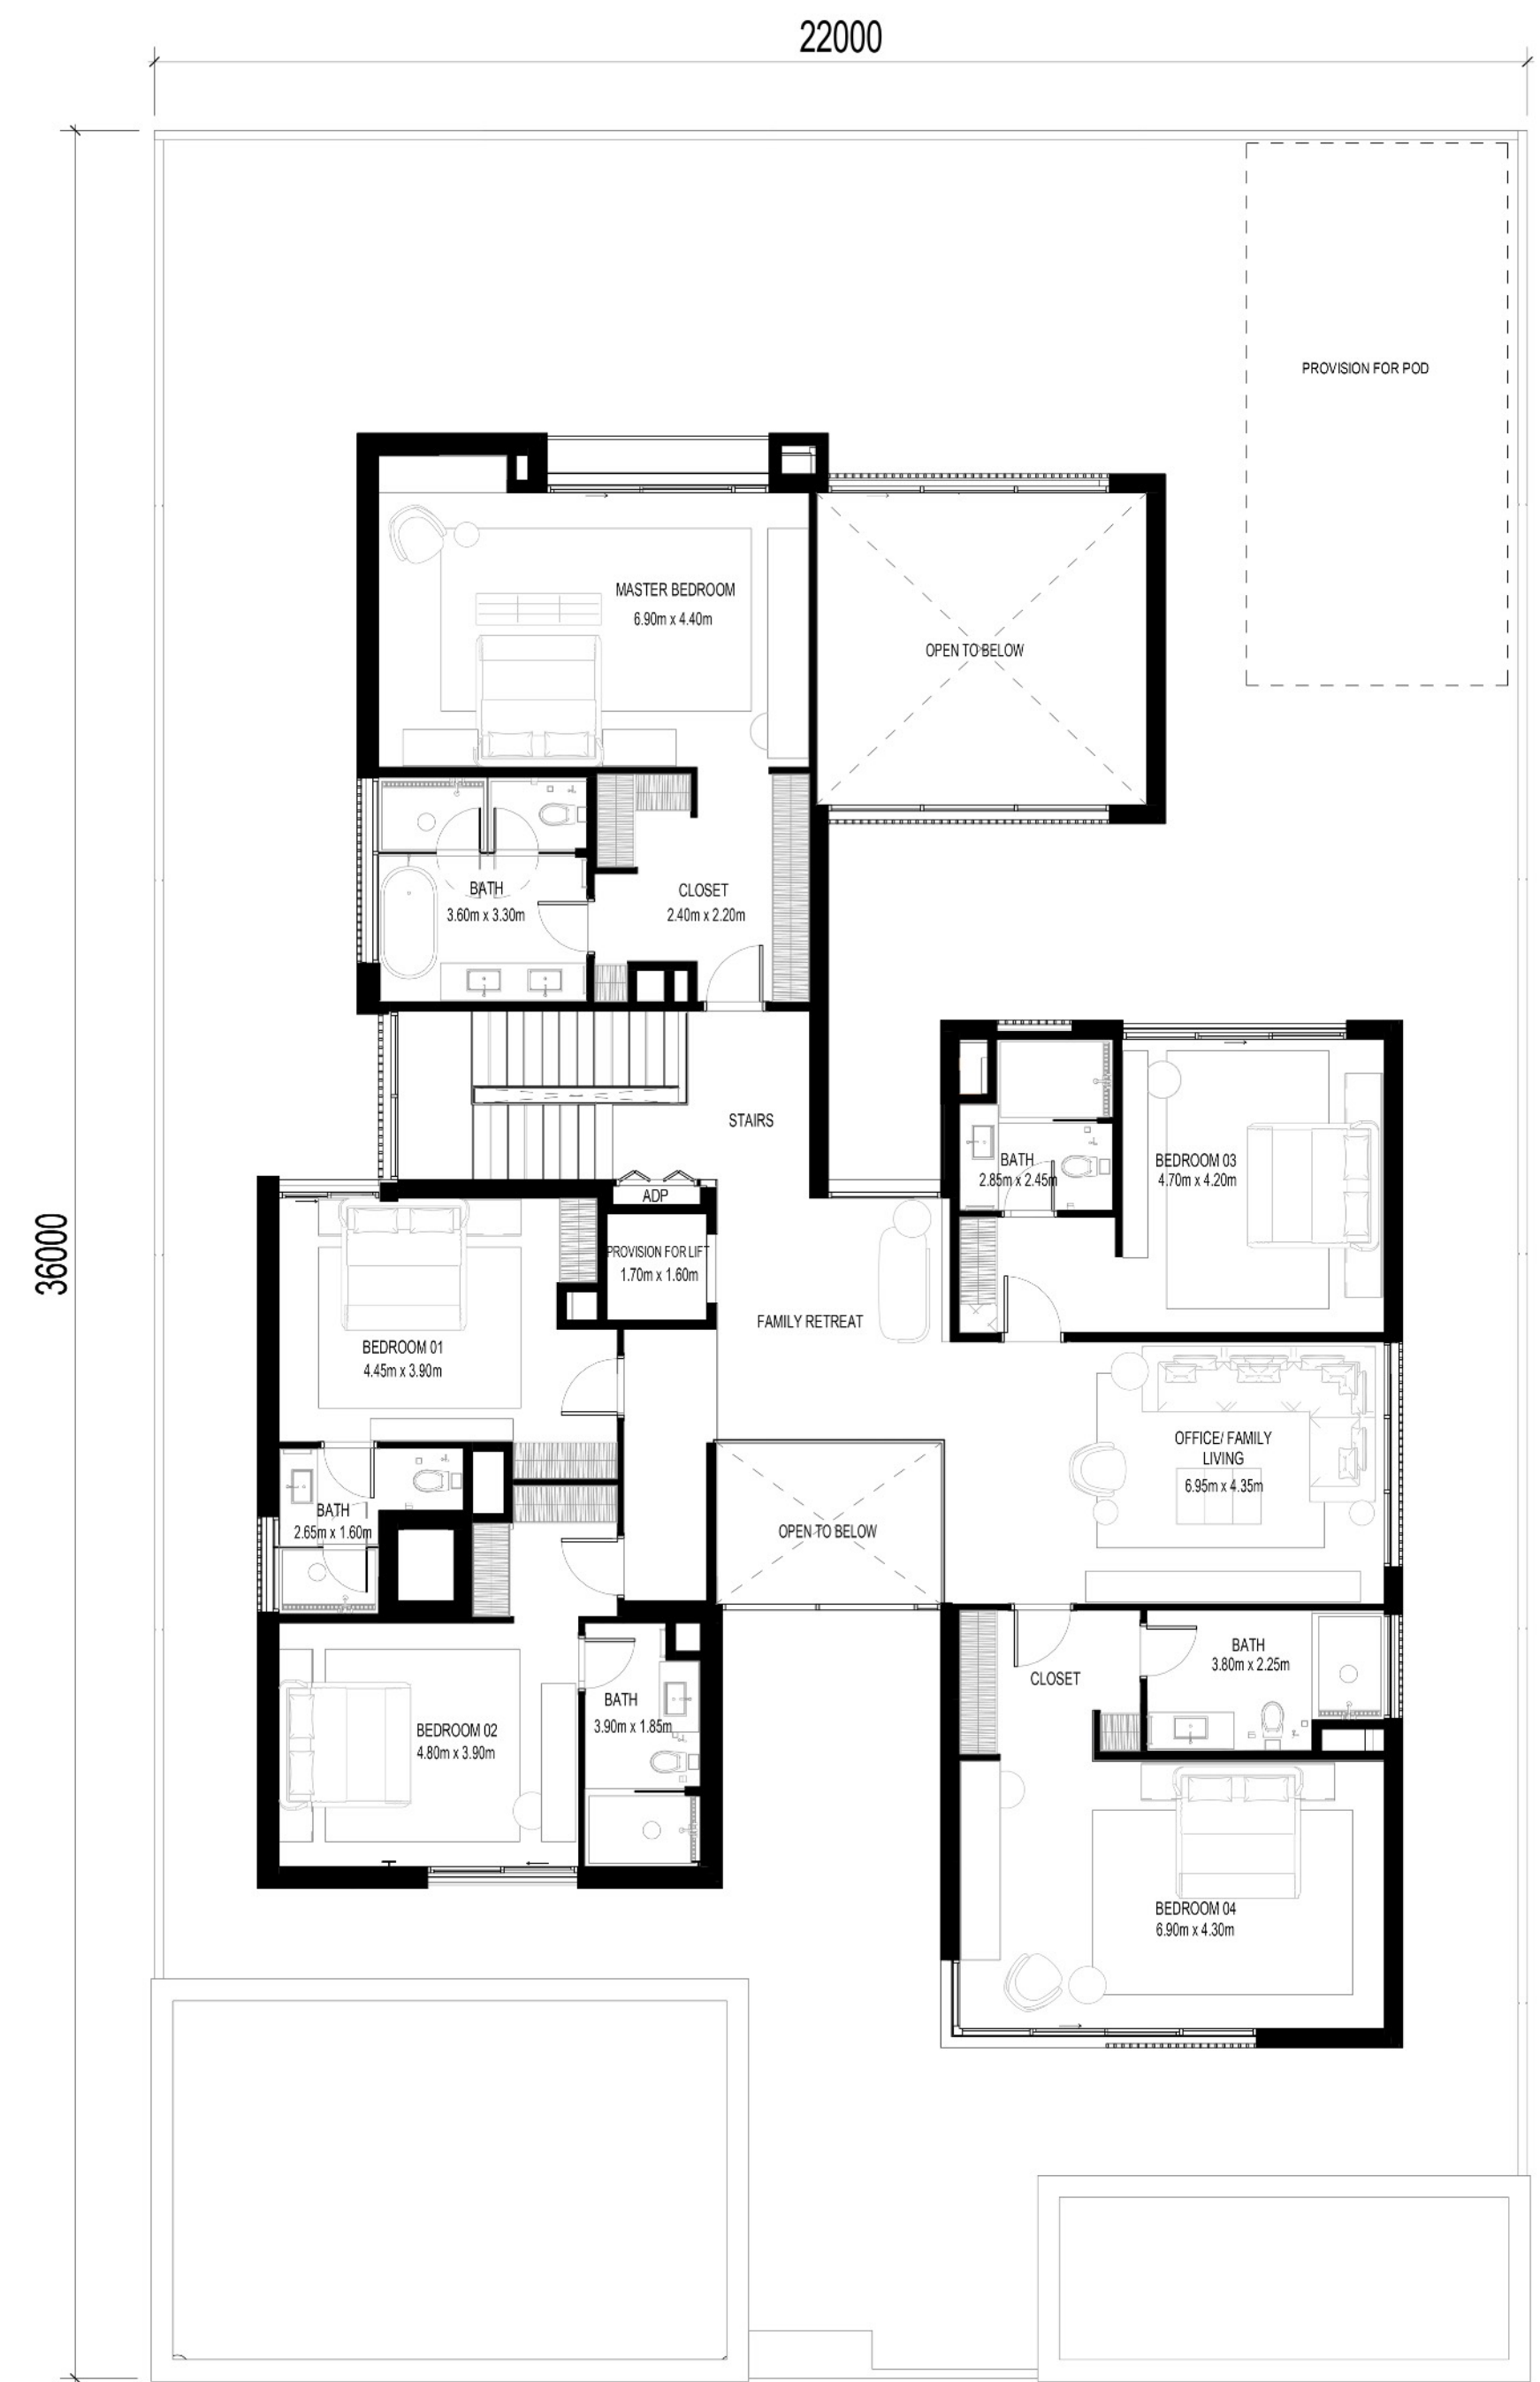 22000
36000
PROVISION FOR POD
MASTER BEDROOM
6.90m x 4.40m
OPEN TO BELOW
BATH
3.60m x 3.30m
CLOSET
2.40m x 2.20m
STAIRS
ADP
PROVISION FOR LIFT
1.70m x 1.60m
BATH
2.85m x 2.45m
BEDROOM 03
4.70m x 4.20m
FAMILY RETREAT
BEDROOM 01
4.45m x 3.90m
OFFICE/ FAMILY
LIVING
6.95m x 4.35m
BATH
2.65m x 1.60m
OPEN TO BELOW
BATH
3.80m x 2.25m
CLOSET
BATH
3.90m x 1.85m
BEDROOM 02
4.80m x 3.90m
BEDROOM 04
6.90m x 4.30m